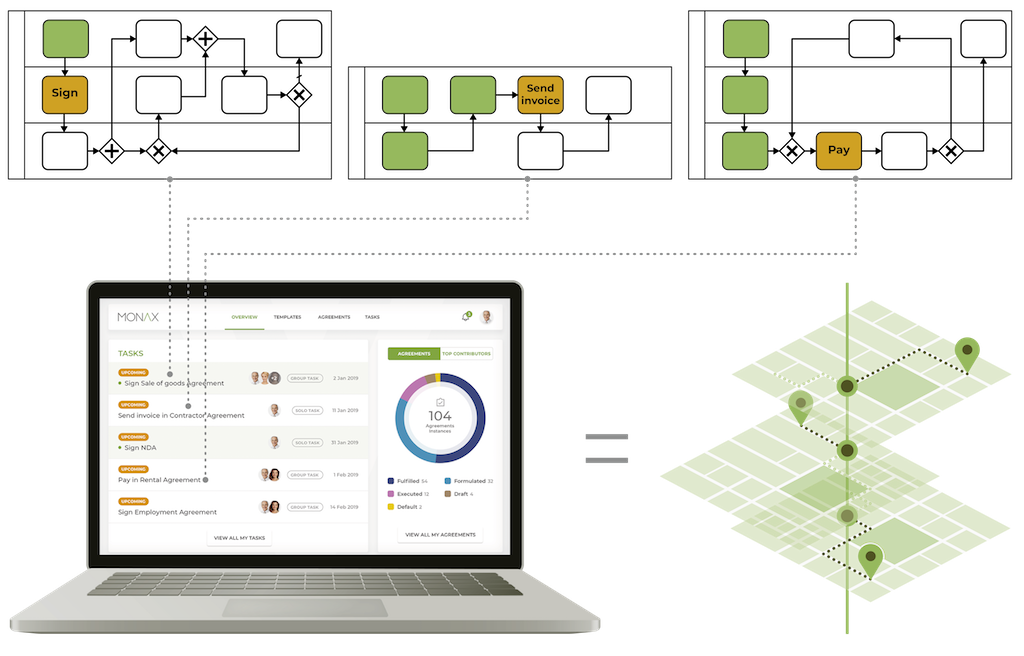 Sign
Send
invoice
Pay
MONAX
OVERVIEW
TEMPLATES
AGREEMENTS
TASKS
5
TASKS
UPCOMING
Sign Sale of goods Agreement
+2
GROUP TASK
2 Jan 2019
UPCOMING
Send invoice in Contractor Agreement
SOLO TASK
11 Jan 2019
UPCOMING
Sign NDA
SOLO TASK
31 Jan 2019
UPCOMING
Pay in Rental Agreement
GROUP TASK
1 Feb 2019
UPCOMING
Sign Employment Agreement
GROUP TASK
14 Feb 2019
VIEW ALL MY TASKS
AGREEMENTS
TOP CONTRIBUTORS
104
Agreements
Instances
Fulfilled 54
Formulated 32
Executed 12
Draft 4
Default 2
VIEW ALL MY AGREEMENTS